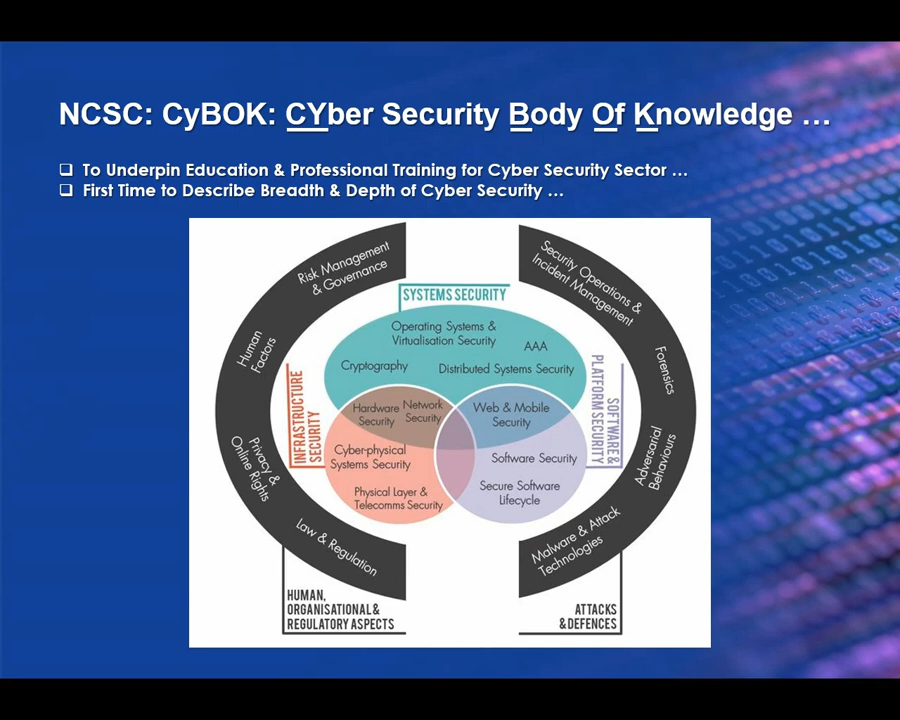 NCSC: CyBOK: CYber Security Body Of Knowledge …
❑ To Underpin Education & Professional Training for Cyber Security Sector …
❑ First Time to Describe Breadth & Depth of Cyber Security …
Risk Management
& Governance
Human
Factors
Privacy &
Online Rights
Law & Regulation
HUMAN,
ORGANISATIONAL &
REGULATORY ASPECTS
SYSTEMS SECURITY
Operating Systems &
Virtualisation Security
AAA
Cryptography
Distributed Systems Security
INFRASTRUCTURE
SECURITY
Hardware
Security
Network
Security
Cyber-physical
Systems Security
Physical Layer &
Telecomms Security
Web & Mobile
Security
Software Security
Secure Software
Lifecycle
SOFTWARE &
PLATFORM SECURITY
Security Operations &
Incident Management
Forensics
Adversarial
Behaviours
Malware & Attack
Technologies
ATTACKS
& DEFENCES